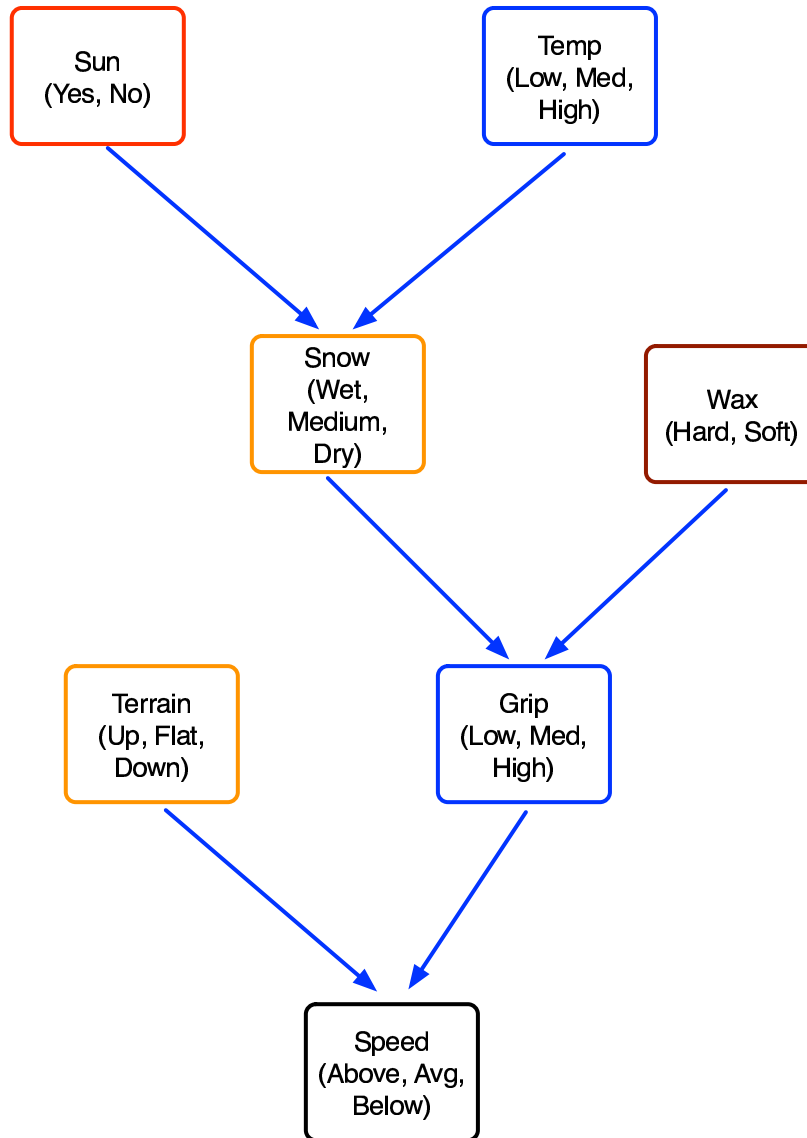 Sun
(Yes, No)
Temp
(Low, Med,
High)
Snow
(Wet,
Medium,
Dry)
Wax
(Hard, Soft)
Terrain
(Up, Flat,
Down)
Grip
(Low, Med,
High)
Speed
(Above, Avg,
Below)